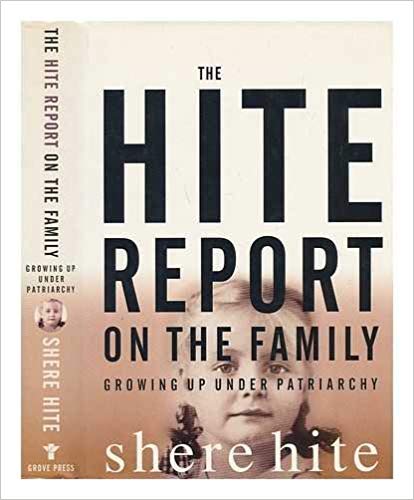 THE HITE REPORT ON THE FAMILY
GROWING UP
UNDER
PATRIARCHY
SHERE HITE
GROVE PRESS
THE
HITE
REPORT
ON THE FAMILY
GROWING UP UNDER PATRIARCHY
shere hite